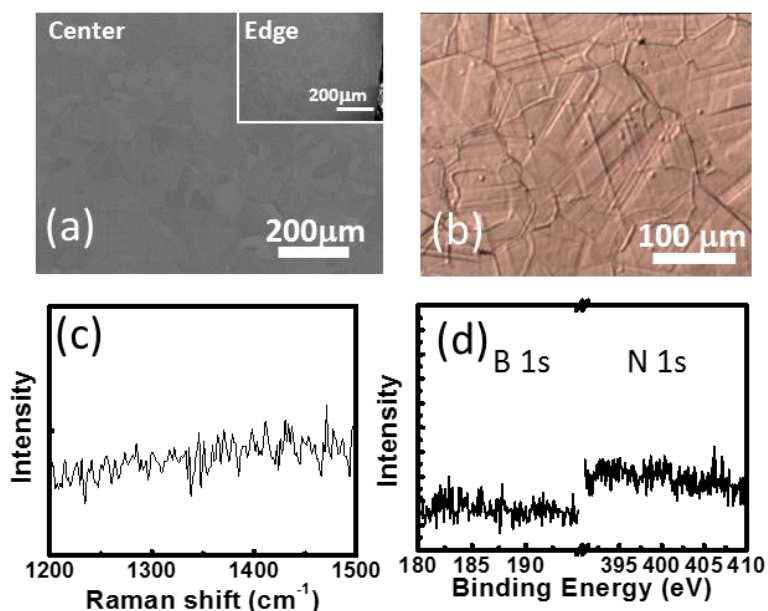 Center
Edge
200μm
(a)
200μm
(b)
100 μm
(c)
Intensity
1200 1300 1400 1500
Raman shift (cm⁻¹)
(d)
B 1s N 1s
Intensity
180 185 190 395 400 405 410
Binding Energy (eV)